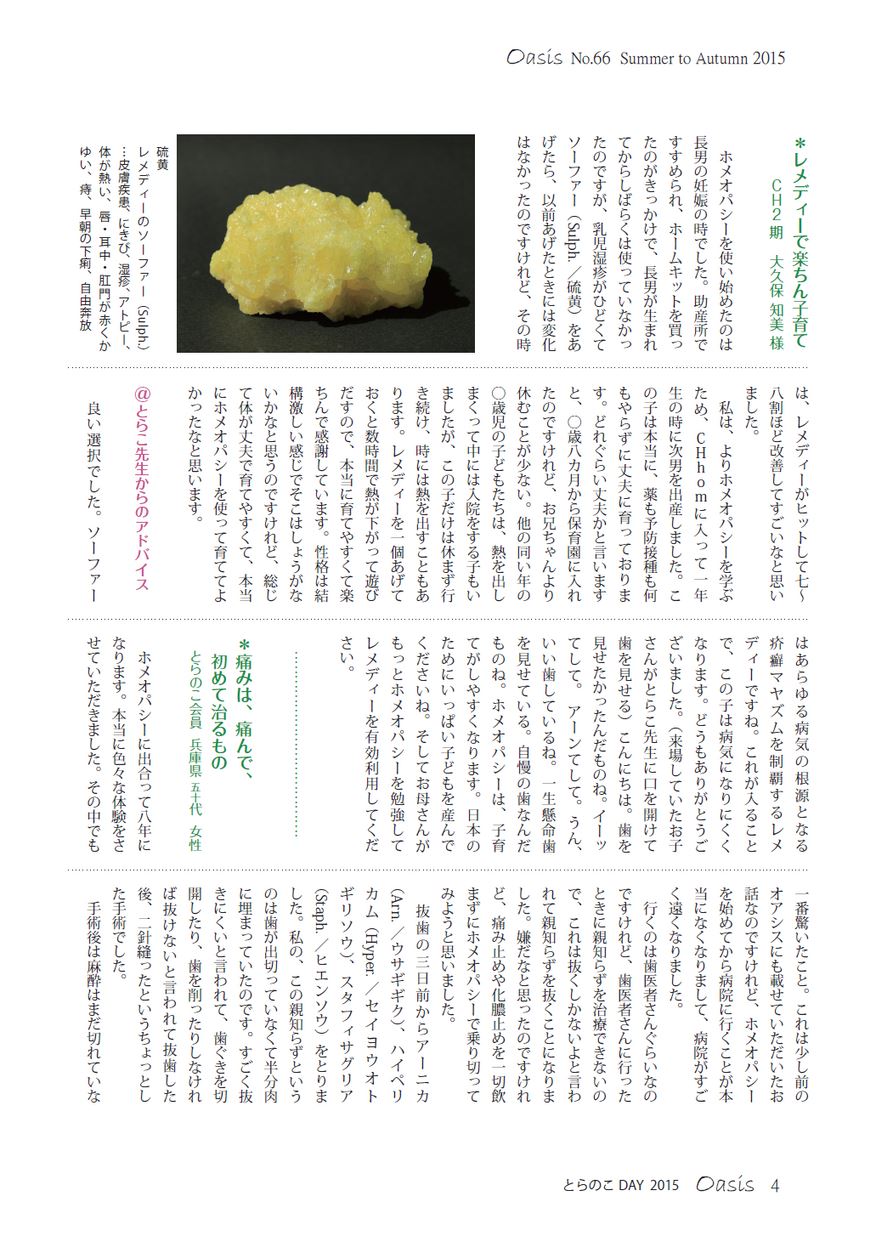 Oasis No.66 Summer to Autumn 2015
＊レメディーで楽ちん子育て
CH2期 大久保 知美 様
ホメオパシーを使い始めたのは
長男の妊娠の時でした。助産所で
すすめられ、ホームキットを買っ
たのがきっかけで、長男が生まれ
てからしばらくは使っていなかっ
たのですが、乳児湿疹がひどくて
ソーファー（Sulph.／硫黄）をあ
げたら、以前あげたときには変化
はなかったのですけれど、その時
硫黄
レメディーのソーファー（Sulph.）
…皮膚疾患、にきび、湿疹、アトピー、
体が熱い、唇・耳中・肛門が赤くか
ゆい、痔、早朝の下痢、自由奔放
は、レメディーがヒットして七～
八割ほど改善してすごいなと思い
ました。
私は、よりホメオパシーを学ぶ
ため、CHhomに入って一年
生の時に次男を出産しました。こ
の子は本当に、薬も予防接種も何
もやらずに丈夫に育っておりま
す。どれぐらい丈夫かと言います
と、〇歳八カ月から保育園に入れ
たのですけれど、お兄ちゃんより
休むことが少ない。他の同い年の
〇歳児の子どもたちは、熱を出し
まくって中には入院をする子もい
ましたが、この子だけは休まず行
き続け、時には熱を出すこともあ
ります。レメディーを一個あげて
おくと数時間で熱が下がって遊び
だすので、本当に育てやすくて楽
ちんで感謝しています。性格は結
構激しい感じでそこはしょうがな
いかなと思うのですけれど、総じ
て体が丈夫で育てやすくて、本当
にホメオパシーを使って育ててよ
かったなと思います。
@とらこ先生からのアドバイス
良い選択でした。ソーファー
はあらゆる病気の根源となる
疥癬マヤズムを制覇するレメ
ディーですね。これが入ること
で、この子は病気になりにくく
なります。どうもありがとうご
ざいました。（来場していたお子
さんがとらこ先生に口を開けて
歯を見せる）こんにちは。歯を
見せたかったんだものね。イーッ
てして。アーンてして。うん、
いい歯しているね。一生懸命歯
を見せている。自慢の歯なんだ
ものね。ホメオパシーは、子育
てがしやすくなります。日本の
ためにいっぱい子どもを産んで
くださいね。そしてお母さんが
もっとホメオパシーを勉強して
レメディーを有効利用してくだ
さい。
＊痛みは、痛んで、
初めて治るもの
とらのこ会員 兵庫県 五十代 女性
ホメオパシーに出合って八年に
なります。本当に色々な体験をさ
せていただきました。その中でも
一番驚いたこと。これは少し前の
オアシスにも載せていただいたお
話なのですけれど、ホメオパシー
を始めてから病院に行くことが本
当になくなりまして、病院がすご
く遠くなりました。
行くのは歯医者さんぐらいなの
ですけれど、歯医者さんに行った
ときに親知らずを治療できないの
で、これは抜くしかないよと言わ
れて親知らずを抜くことになりま
した。嫌だなと思ったのですけれ
ど、痛み止めや化膿止めを一切飲
まずにホメオパシーで乗り切って
みようと思いました。
抜歯の三日前からアーニカ
（Arn.／ウサギギク）、ハイペリ
カム（Hyper.／セイヨウオト
ギリソウ）、スタフィサグリア
（Staph.／ヒエンソウ）をとりま
した。私の、この親知らずという
のは歯が出切っていなくて半分肉
に埋まっていたのです。すごく抜
きにくいと言われて、歯ぐきを切
開したり、歯を削ったりしなけれ
ば抜けないと言われて抜歯した
後、二針縫ったというちょっとし
た手術でした。
手術後は麻酔はまだ切れていな
とらのこ DAY 2015 Oasis 4